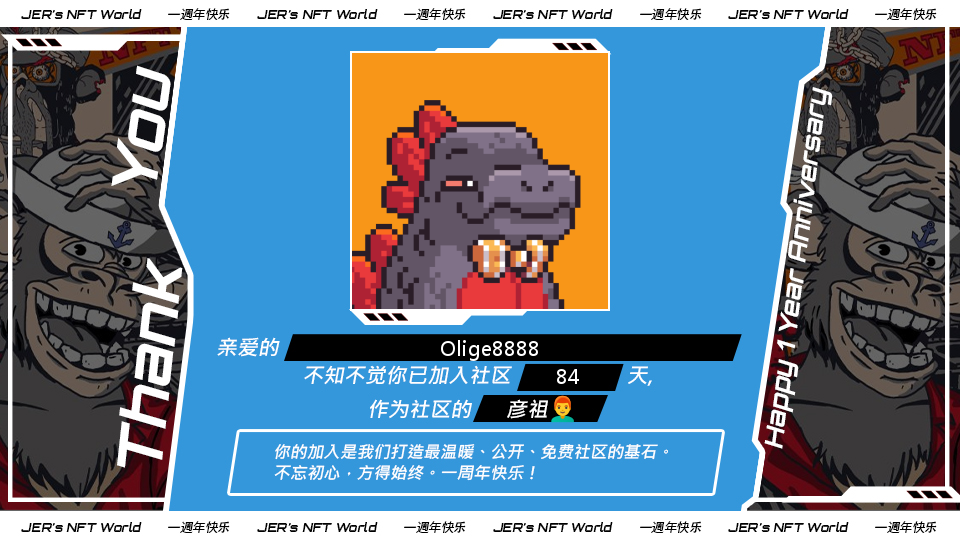 JER's NFT World 一週年快乐 JER's NFT World 一週年快乐 JER's NFT World 一週年快乐 JER's NFT World 一週年快乐
Thank You
亲爱的 Olige8888
不知不觉你已加入社区 84 天,
作为社区的 彦祖👨‍🦰
你的加入是我们打造最温暖、公开、免费社区的基石。
不忘初心，方得始终。一周年快乐！
Happy 1 Year Anniversary
JER's NFT World 一週年快乐 JER's NFT World 一週年快乐 JER's NFT World 一週年快乐 JER's NFT World 一週年快乐